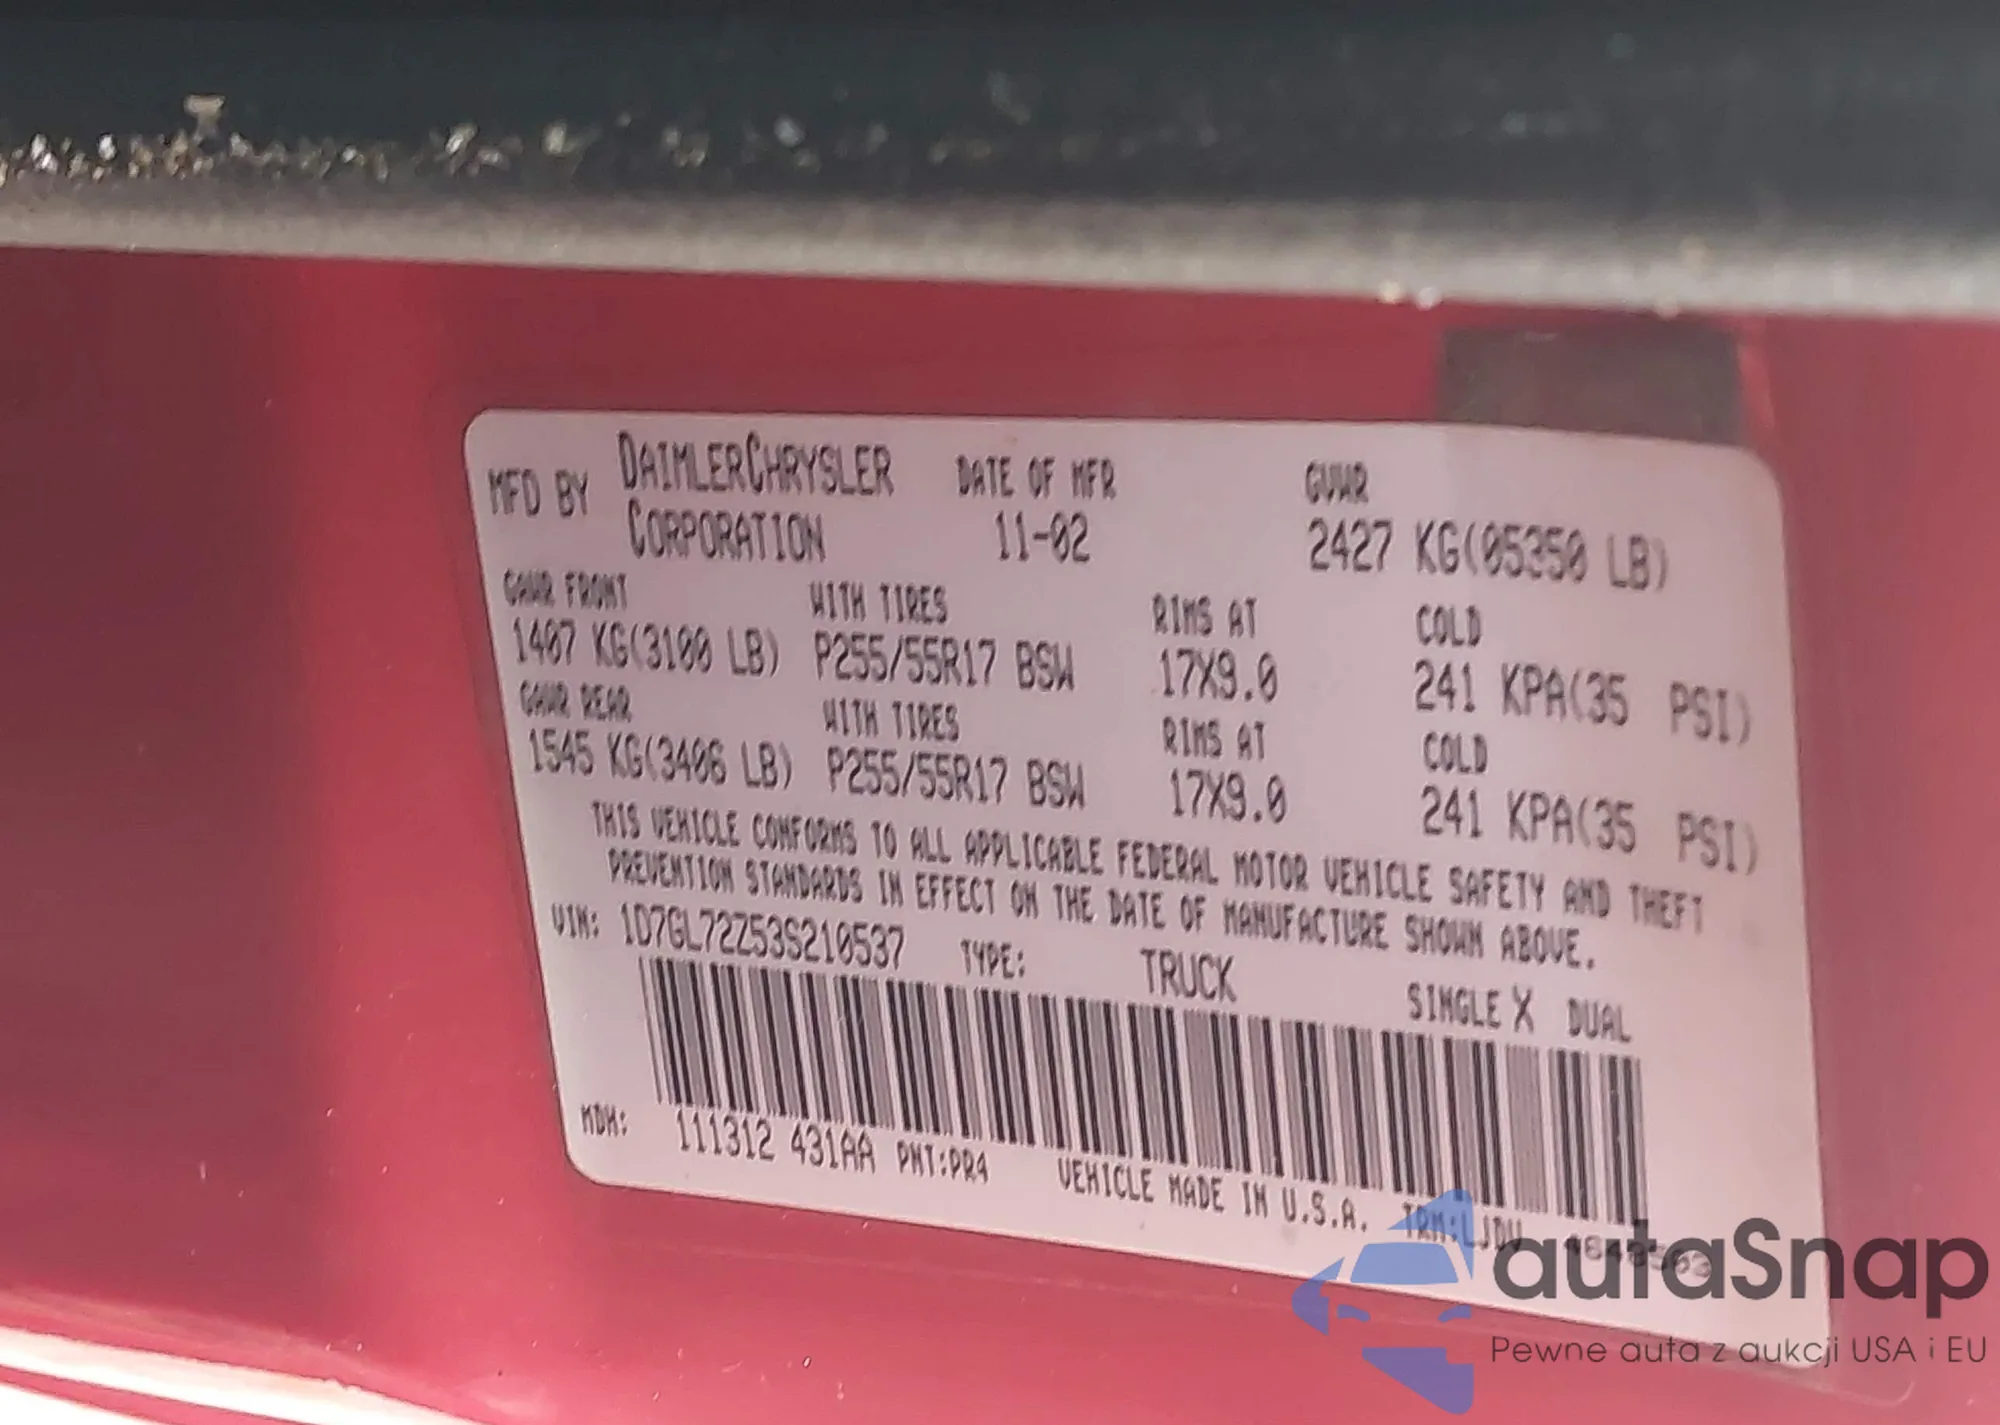 MFD BY DAIMLERCHRYSLER CORPORATION DATE OF MFR 11-02 GVWR 2427 KG(05350 LB)
GAWR FRONT WITH TIRES RIMS AT COLD
1407 KG(3100 LB) P255/55R17 BSW 17X9.0 241 KPA(35 PSI)
GAWR REAR WITH TIRES RIMS AT COLD
1545 KG(3406 LB) P255/55R17 BSW 17X9.0 241 KPA(35 PSI)
THIS VEHICLE CONFORMS TO ALL APPLICABLE FEDERAL MOTOR VEHICLE SAFETY AND THEFT
PREVENTION STANDARDS IN EFFECT ON THE DATE OF MANUFACTURE SHOWN ABOVE.
VIN: 1D7GL72Z53S210537 TYPE: TRUCK SINGLE X DUAL
MDH: 111312 431AA PNT:PR4 VEHICLE MADE IN U.S.A. TRM:LJDV
autaSnap
Pewne auta z aukcji USA i EU